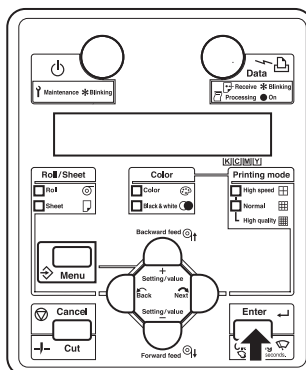 Data
Maintenance Blinking
Receive Blinking
Processing On
K C M Y
Roll/Sheet
Roll
Sheet
Color
Color
Black & white
Printing mode
High speed
Normal
High quality
Menu
Backward feed
+
Setting/value
Back Next
Setting/value
−
Forward feed
Cancel
Cut
Enter
seconds.